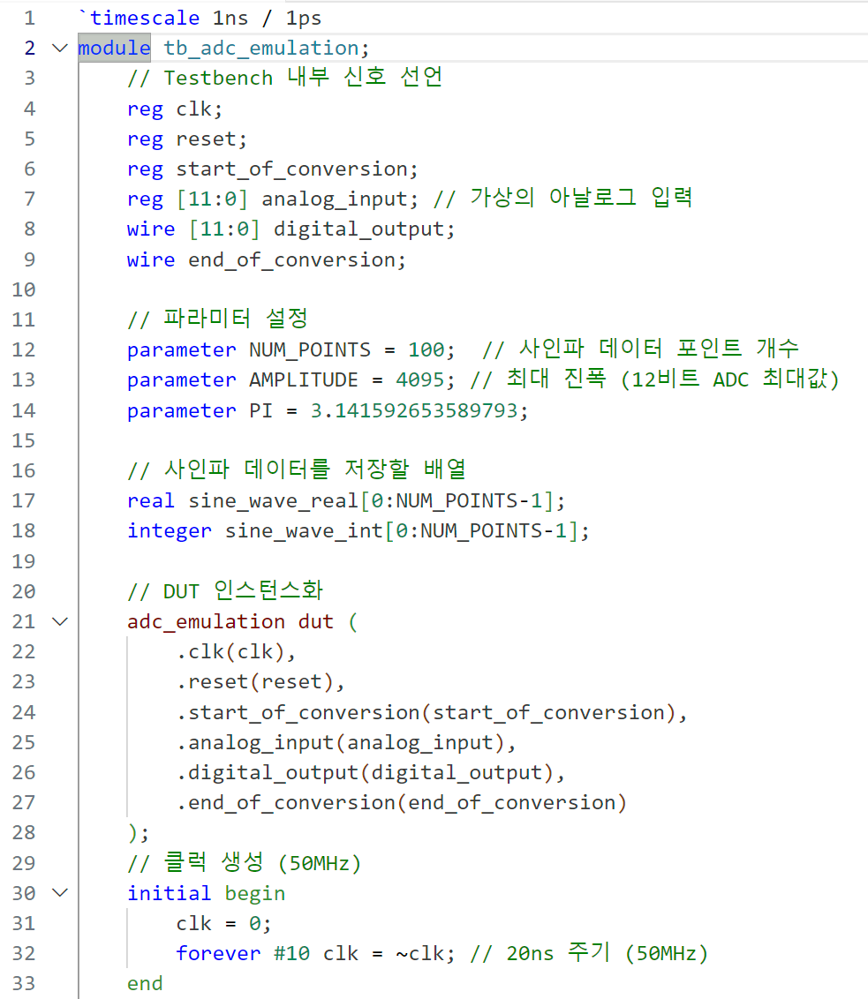 1 `timescale 1ns / 1ps
2 module tb_adc_emulation;
3 // Testbench 내부 신호 선언
4 reg clk;
5 reg reset;
6 reg start_of_conversion;
7 reg [11:0] analog_input; // 가상의 아날로그 입력
8 wire [11:0] digital_output;
9 wire end_of_conversion;
10
11 // 파라미터 설정
12 parameter NUM_POINTS = 100;  // 사인파 데이터 포인트 개수
13 parameter AMPLITUDE = 4095; // 최대 진폭 (12비트 ADC 최대값)
14 parameter PI = 3.141592653589793;
15
16 // 사인파 데이터를 저장할 배열
17 real sine_wave_real[0:NUM_POINTS-1];
18 integer sine_wave_int[0:NUM_POINTS-1];
19
20 // DUT 인스턴스화
21 adc_emulation dut (
22 .clk(clk),
23 .reset(reset),
24 .start_of_conversion(start_of_conversion),
25 .analog_input(analog_input),
26 .digital_output(digital_output),
27 .end_of_conversion(end_of_conversion)
28 );
29 // 클럭 생성 (50MHz)
30 initial begin
31 clk = 0;
32 forever #10 clk = ~clk; // 20ns 주기 (50MHz)
33 end